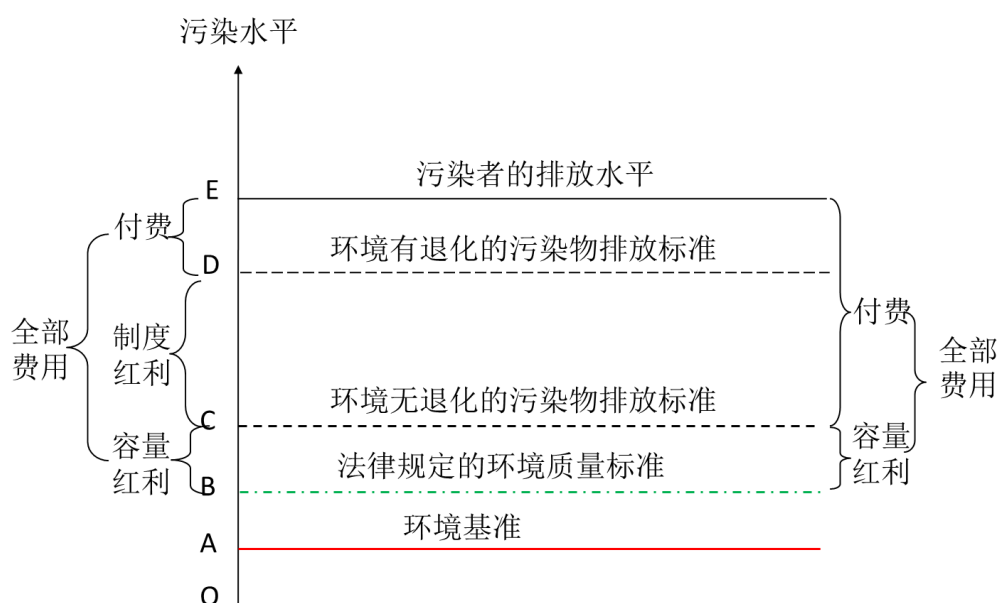 污染水平
E
污染者的排放水平
付费
D
环境有退化的污染物排放标准
全部
费用
制度
红利
付费
全部
费用
C
环境无退化的污染物排放标准
容量
红利
B
法律规定的环境质量标准
容量
红利
A
环境基准
O